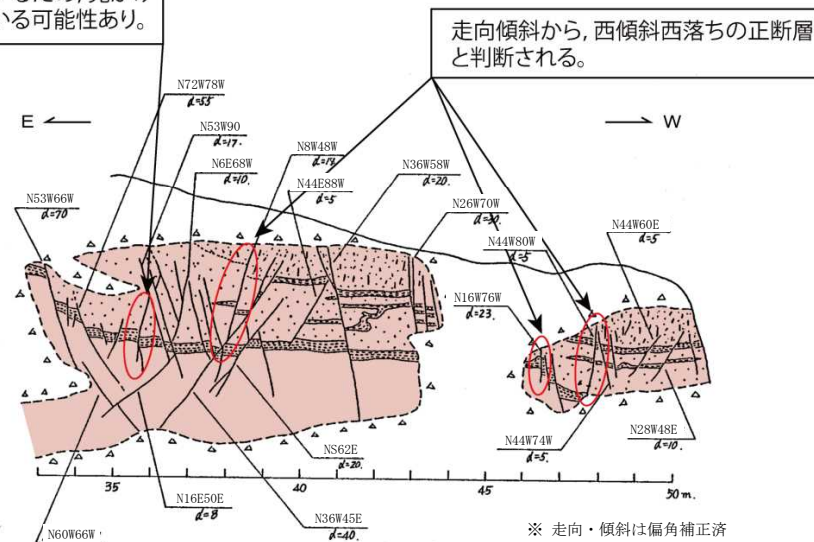 いる可能性あり。
走向傾斜から, 西傾斜西落ちの正断層
と判断される。
E
W
N72W78W
d=55
N53W90
d=17.
N8W48W
N6E68W
d=10.
N44E88W
d=5
N36W58W
d=20.
N53W66W
d=70
N26W70W
N44W80W
d=5
N44W60E
d=5
N16W76W
d=23.
N28W48E
d=10.
N44W74W
d=5.
NS62E
d=20.
35
40
45
50 m.
N16E50E
d=8
N36W45E
d=40.
N60W66W
※ 走向・傾斜は偏角補正済